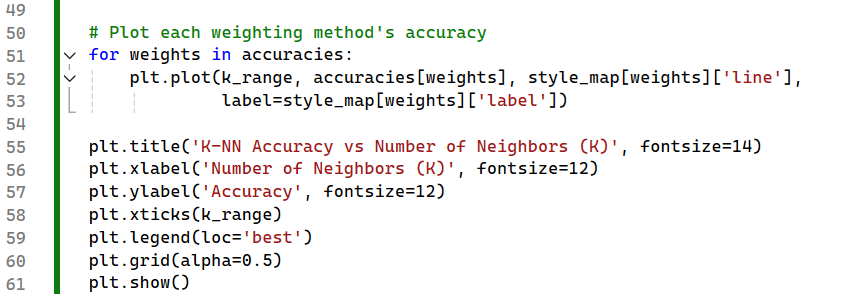 49
50 # Plot each weighting method's accuracy
51 for weights in accuracies:
52     plt.plot(k_range, accuracies[weights], style_map[weights]['line'],
53              label=style_map[weights]['label'])
54
55 plt.title('K-NN Accuracy vs Number of Neighbors (K)', fontsize=14)
56 plt.xlabel('Number of Neighbors (K)', fontsize=12)
57 plt.ylabel('Accuracy', fontsize=12)
58 plt.xticks(k_range)
59 plt.legend(loc='best')
60 plt.grid(alpha=0.5)
61 plt.show()